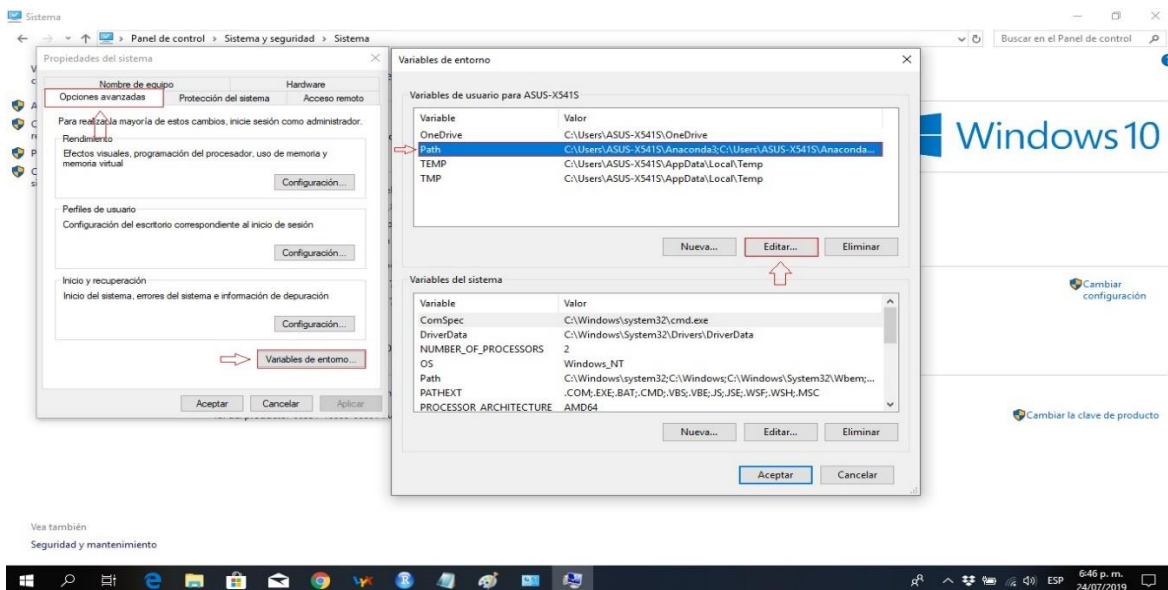 Sistema
Panel de control > Sistema y seguridad > Sistema
Buscar en el Panel de control
Propiedades del sistema
Nombre de equipo
Hardware
Opciones avanzadas
Protección del sistema
Acceso remoto
Para realizar la mayoría de estos cambios, inicie sesión como administrador.
Rendimiento
Efectos visuales, programación del procesador, uso de memoria y
memoria virtual
Configuración...
Perfiles de usuario
Configuración del escritorio correspondiente al inicio de sesión
Configuración...
Inicio y recuperación
Inicio del sistema, errores del sistema e información de depuración
Configuración...
Variables de entorno...
Aceptar
Cancelar
Aplicar
Variables de entorno
Variables de usuario para ASUS-X541S
Variable Valor
OneDrive C:\Users\ASUS-X541S\OneDrive
Path C:\Users\ASUS-X541S\Anaconda3;C:\Users\ASUS-X541S\Anaconda...
TEMP C:\Users\ASUS-X541S\AppData\Local\Temp
TMP C:\Users\ASUS-X541S\AppData\Local\Temp
Nueva... Editar... Eliminar
Variables del sistema
Variable Valor
ComSpec C:\Windows\system32\cmd.exe
DriverData C:\Windows\System32\Drivers\DriverData
NUMBER_OF_PROCESSORS 2
OS Windows_NT
Path C:\Windows\system32;C:\Windows;C:\Windows\System32\Wbem;...
PATHEXT .COM;.EXE;.BAT;.CMD;.VBS;.VBE;.JS;.JSE;.WSF;.WSH;.MSC
PROCESSOR_ARCHITECTURE AMD64
Nueva... Editar... Eliminar
Aceptar Cancelar
Windows 10
Cambiar
configuración
Cambiar la clave de producto
Vea también
Seguridad y mantenimiento
ESP
6:46 p. m.
24/07/2019